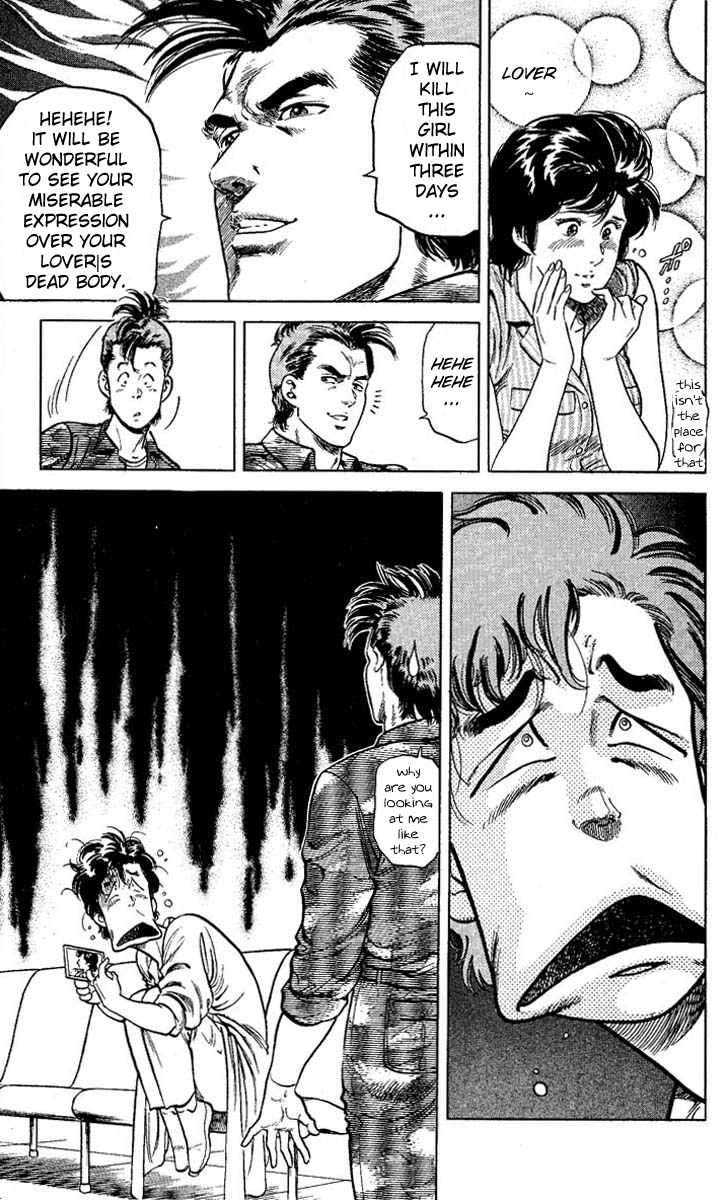 LOVER
~
ポ
...
this
isn't
the
place
for
that
I WILL
KILL
THIS
GIRL
WITHIN
THREE
DAYS
...
HEHEHE!
IT WILL BE
WONDERFUL
TO SEE YOUR
MISERABLE
EXPRESSION
OVER YOUR
LOVER|S
DEAD BODY.
HEHE
HEHE
...
why
are you
looking
at me
like
that?